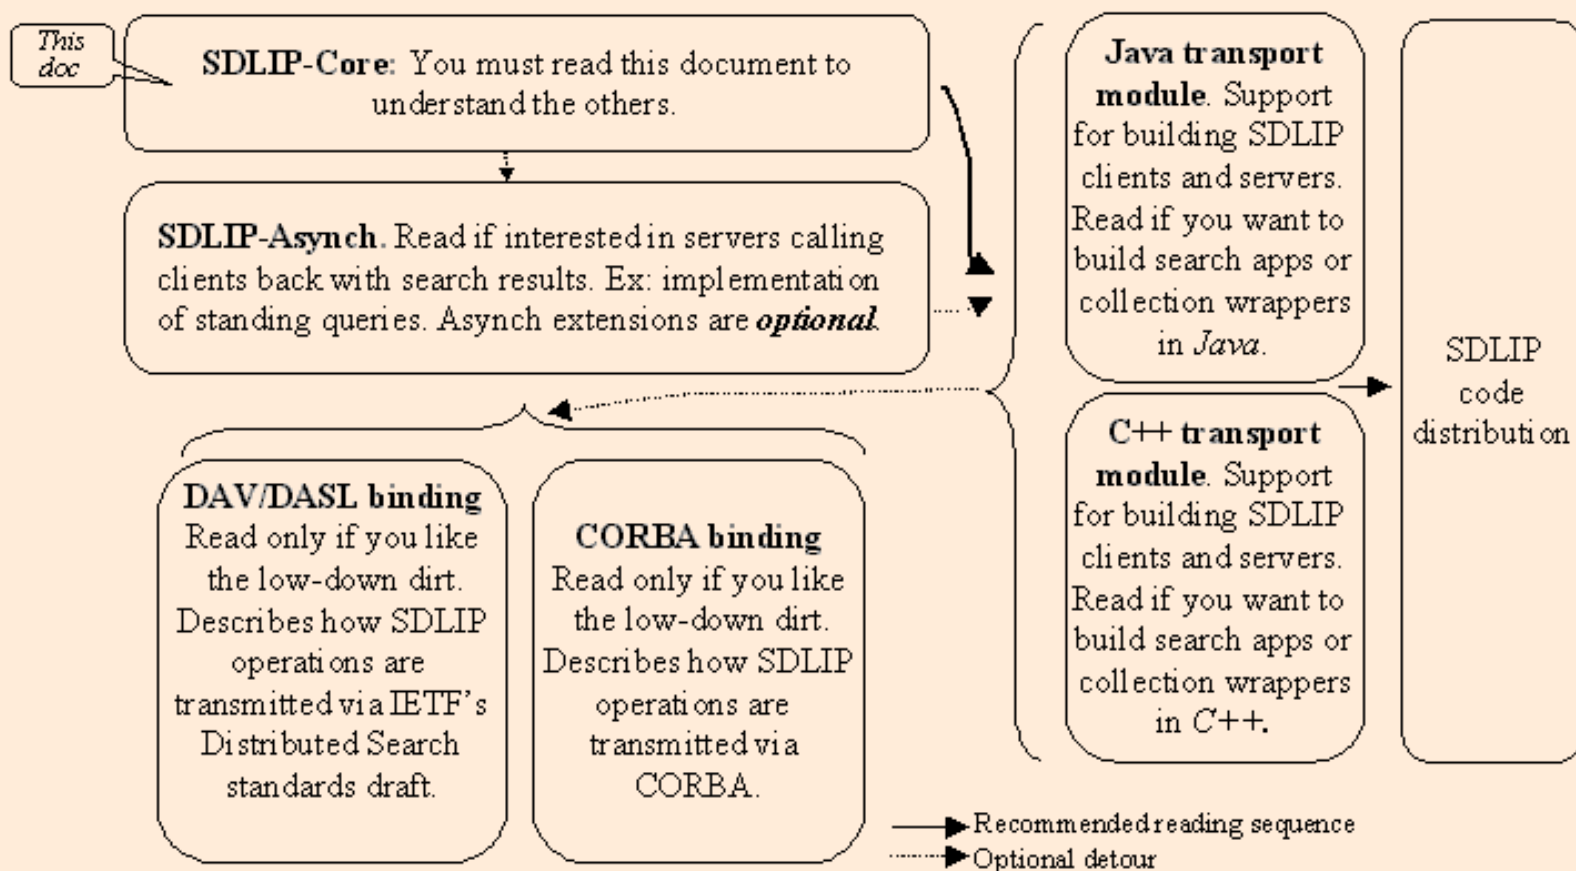 This
doc
SDLIP-Core: You must read this document to
understand the others.
SDLIP-Asynch. Read if interested in servers calling
clients back with search results. Ex: implementation
of standing queries. Asynch extensions are optional.
Java transport
module. Support
for building SDLIP
clients and servers.
Read if you want to
build search apps or
collection wrappers
in Java.
C++ transport
module. Support
for building SDLIP
clients and servers.
Read if you want to
build search apps or
collection wrappers
in C++.
SDLIP
code
distribution
DAV/DASL binding
Read only if you like
the low-down dirt.
Describes how SDLIP
operations are
transmitted via IETF's
Distributed Search
standards draft.
CORBA binding
Read only if you like
the low-down dirt.
Describes how SDLIP
operations are
transmitted via
CORBA.
Recommended reading sequence
Optional detour